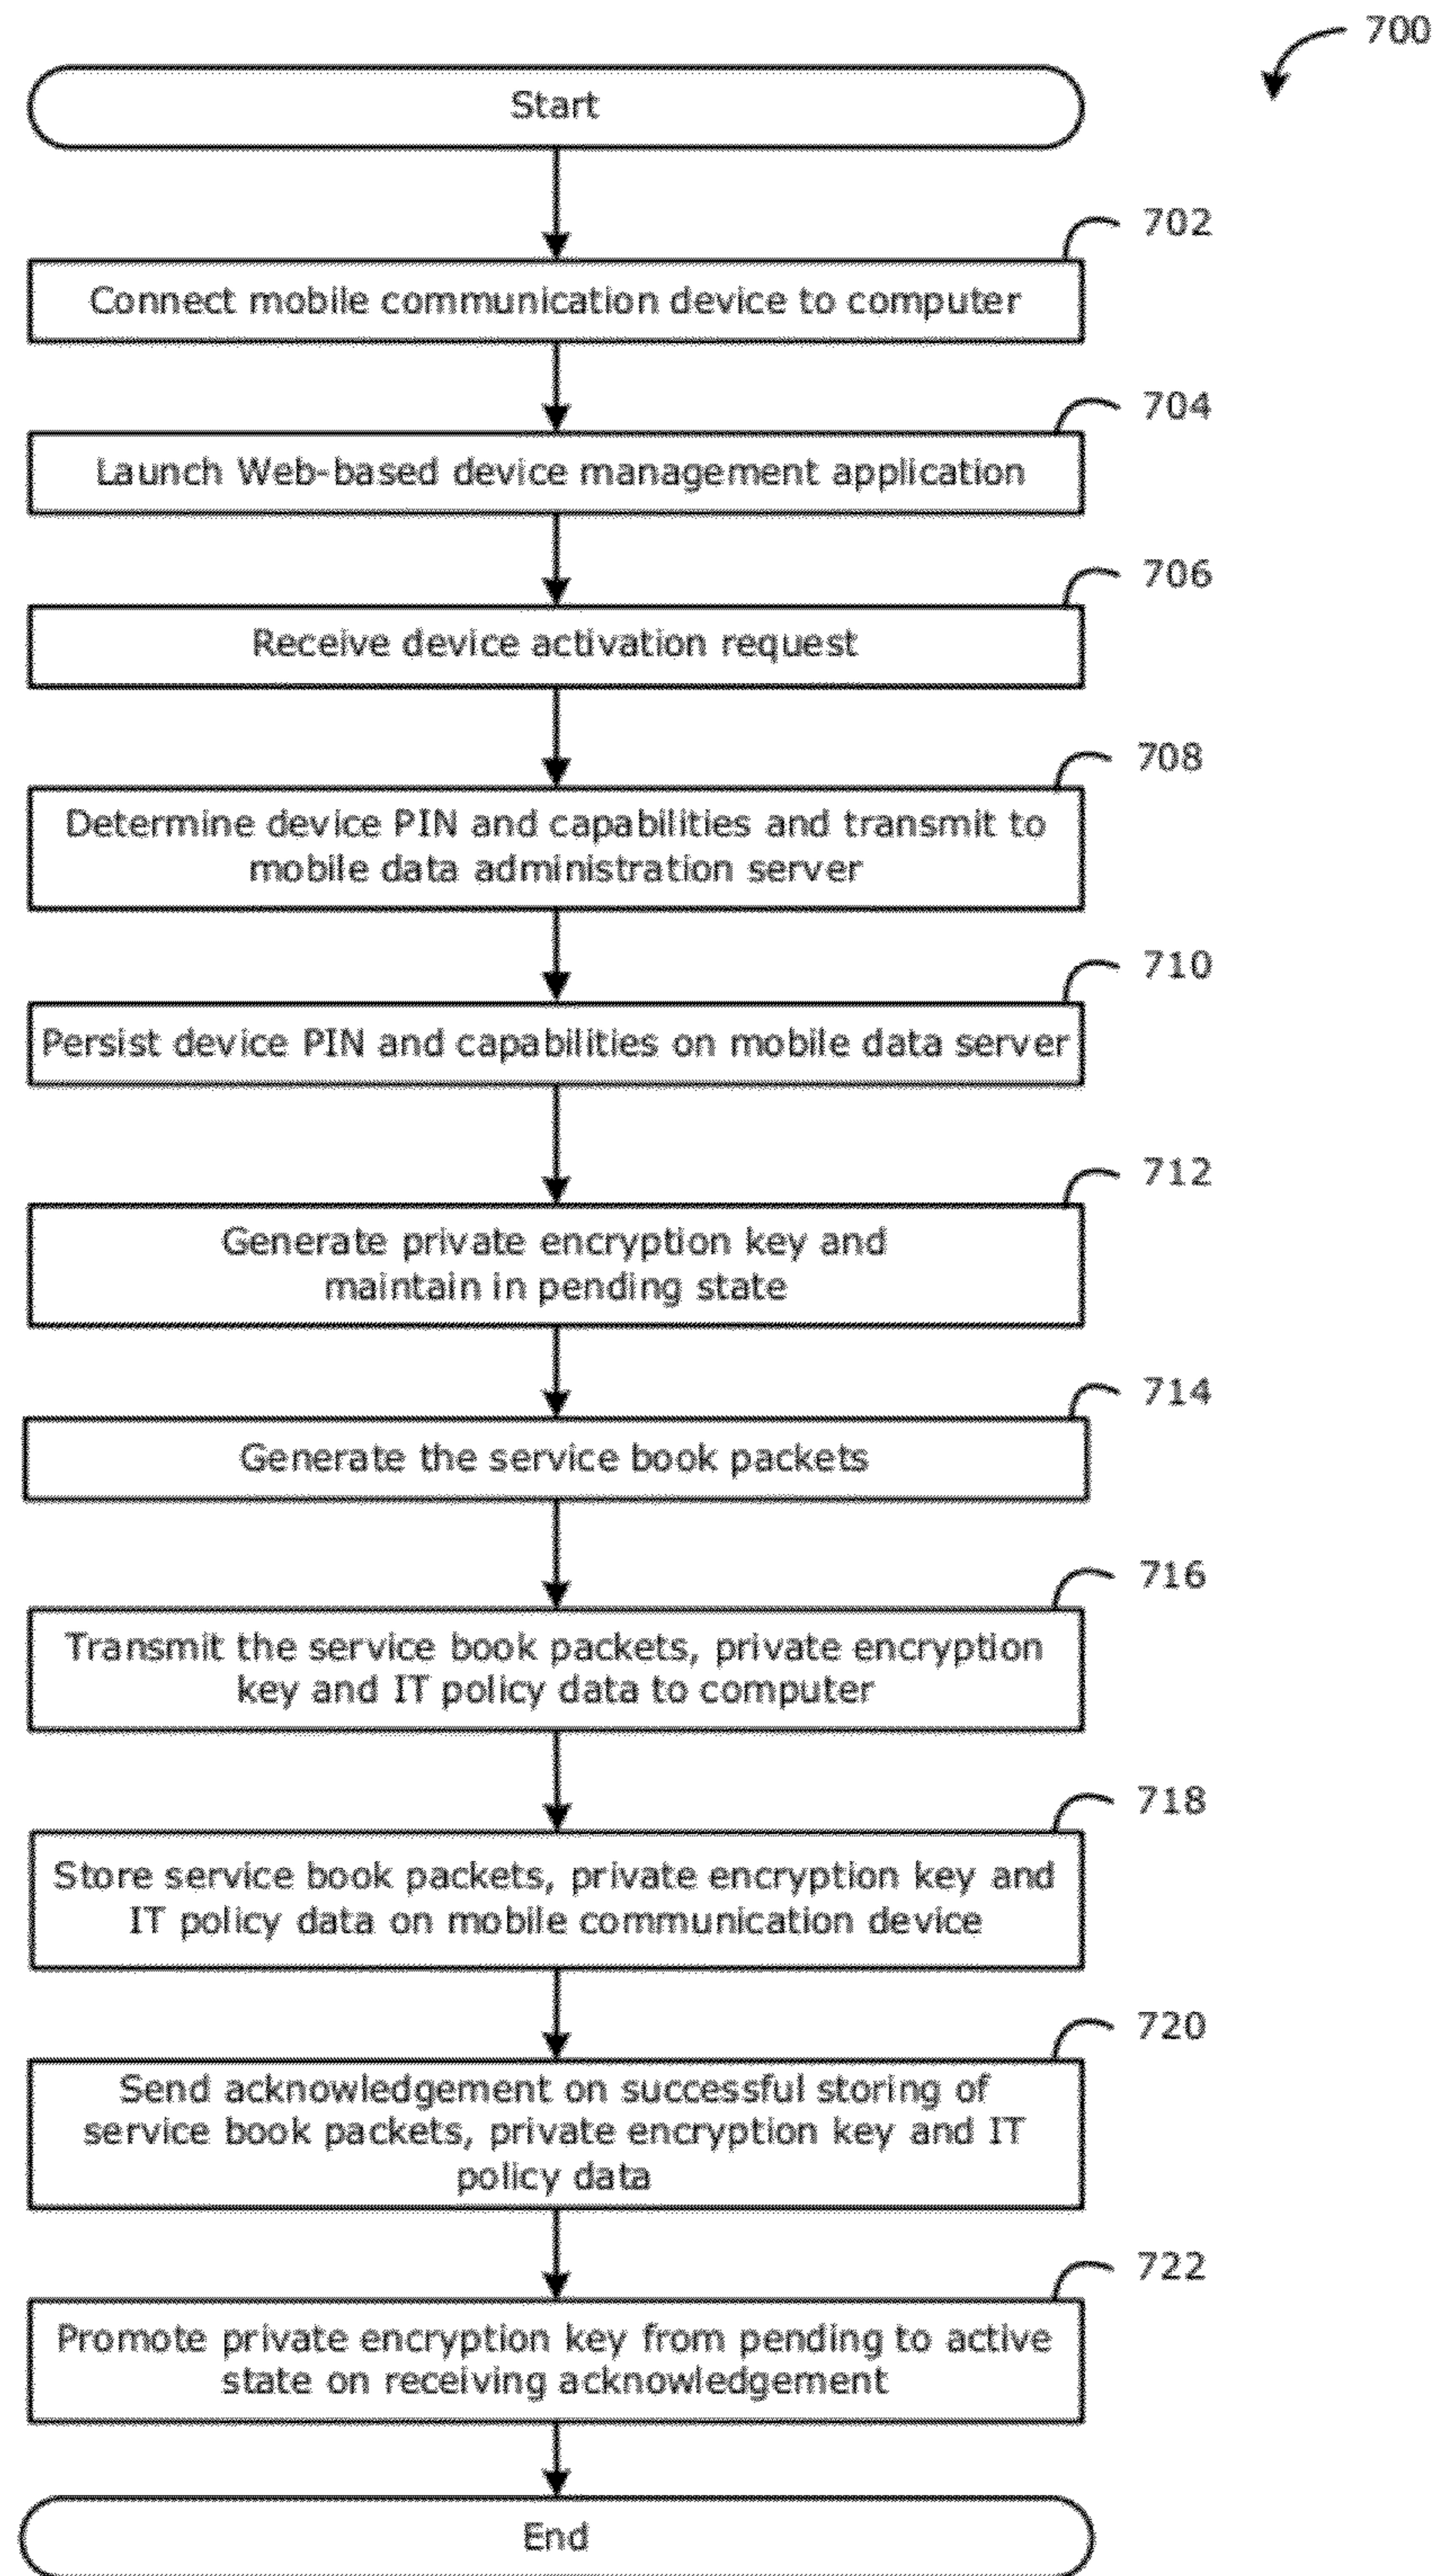 700
Start
702
Connect mobile communication device to computer
704
Launch Web-based device management application
706
Receive device activation request
708
Determine device PIN and capabilities and transmit to
mobile data administration server
710
Persist device PIN and capabilities on mobile data server
712
Generate private encryption key and
maintain in pending state
714
Generate the service book packets
716
Transmit the service book packets, private encryption
key and IT policy data to computer
718
Store service book packets, private encryption key and
IT policy data on mobile communication device
720
Send acknowledgement on successful storing of
service book packets, private encryption key and IT
policy data
722
Promote private encryption key from pending to active
state on receiving acknowledgement
End